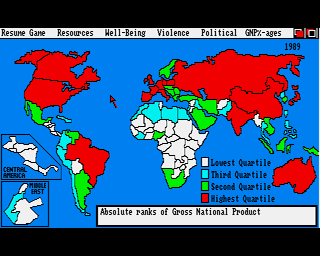 Resume Game Resources Well-Being Violence Political GMPX-ages
1989
Lowest Quartile
Third Quartile
Second Quartile
Highest Quartile
CENTRAL
AMERICA
MIDDLE
EAST
Absolute ranks of Gross National Product